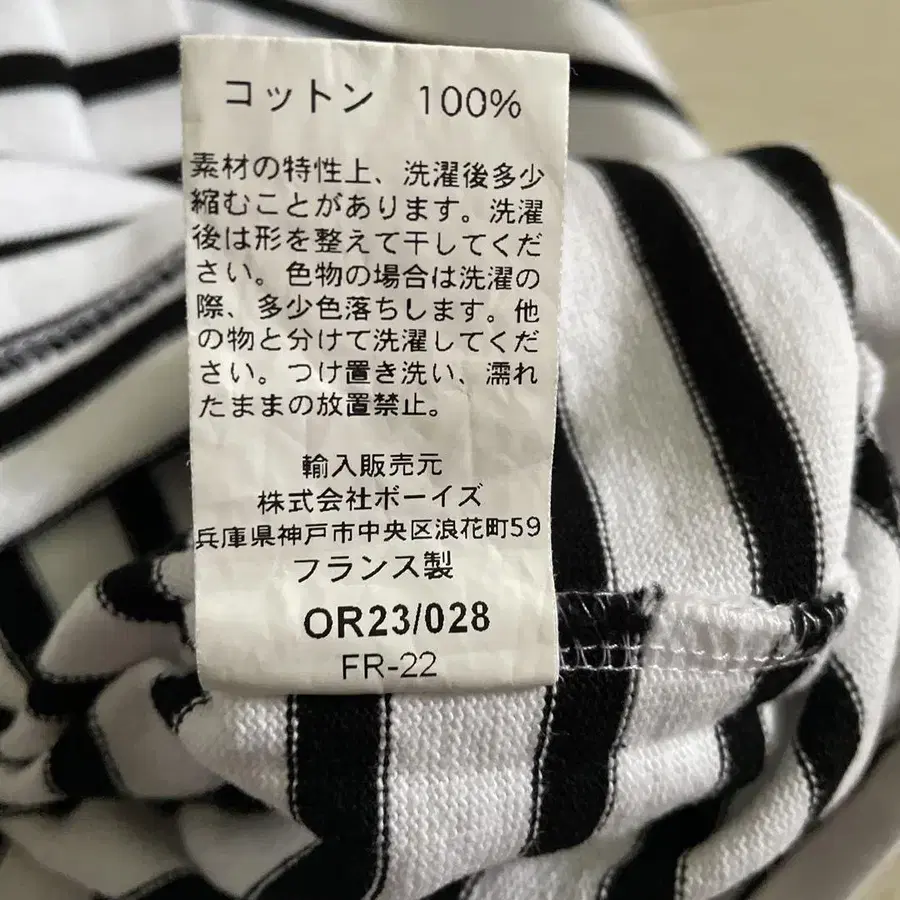 コットン 100%
素材の特性上、洗濯後多少
縮むことがあります。洗濯
後は形を整えて干してくだ
さい。色物の場合は洗濯の
際、多少色落ちします。他
の物と分けて洗濯してくだ
さい。つけ置き洗い、濡れ
たままの放置禁止。
輸入販売元
株式会社ボーイズ
兵庫県神戸市中央区浪花町59
フランス製
OR23/028
FR-22